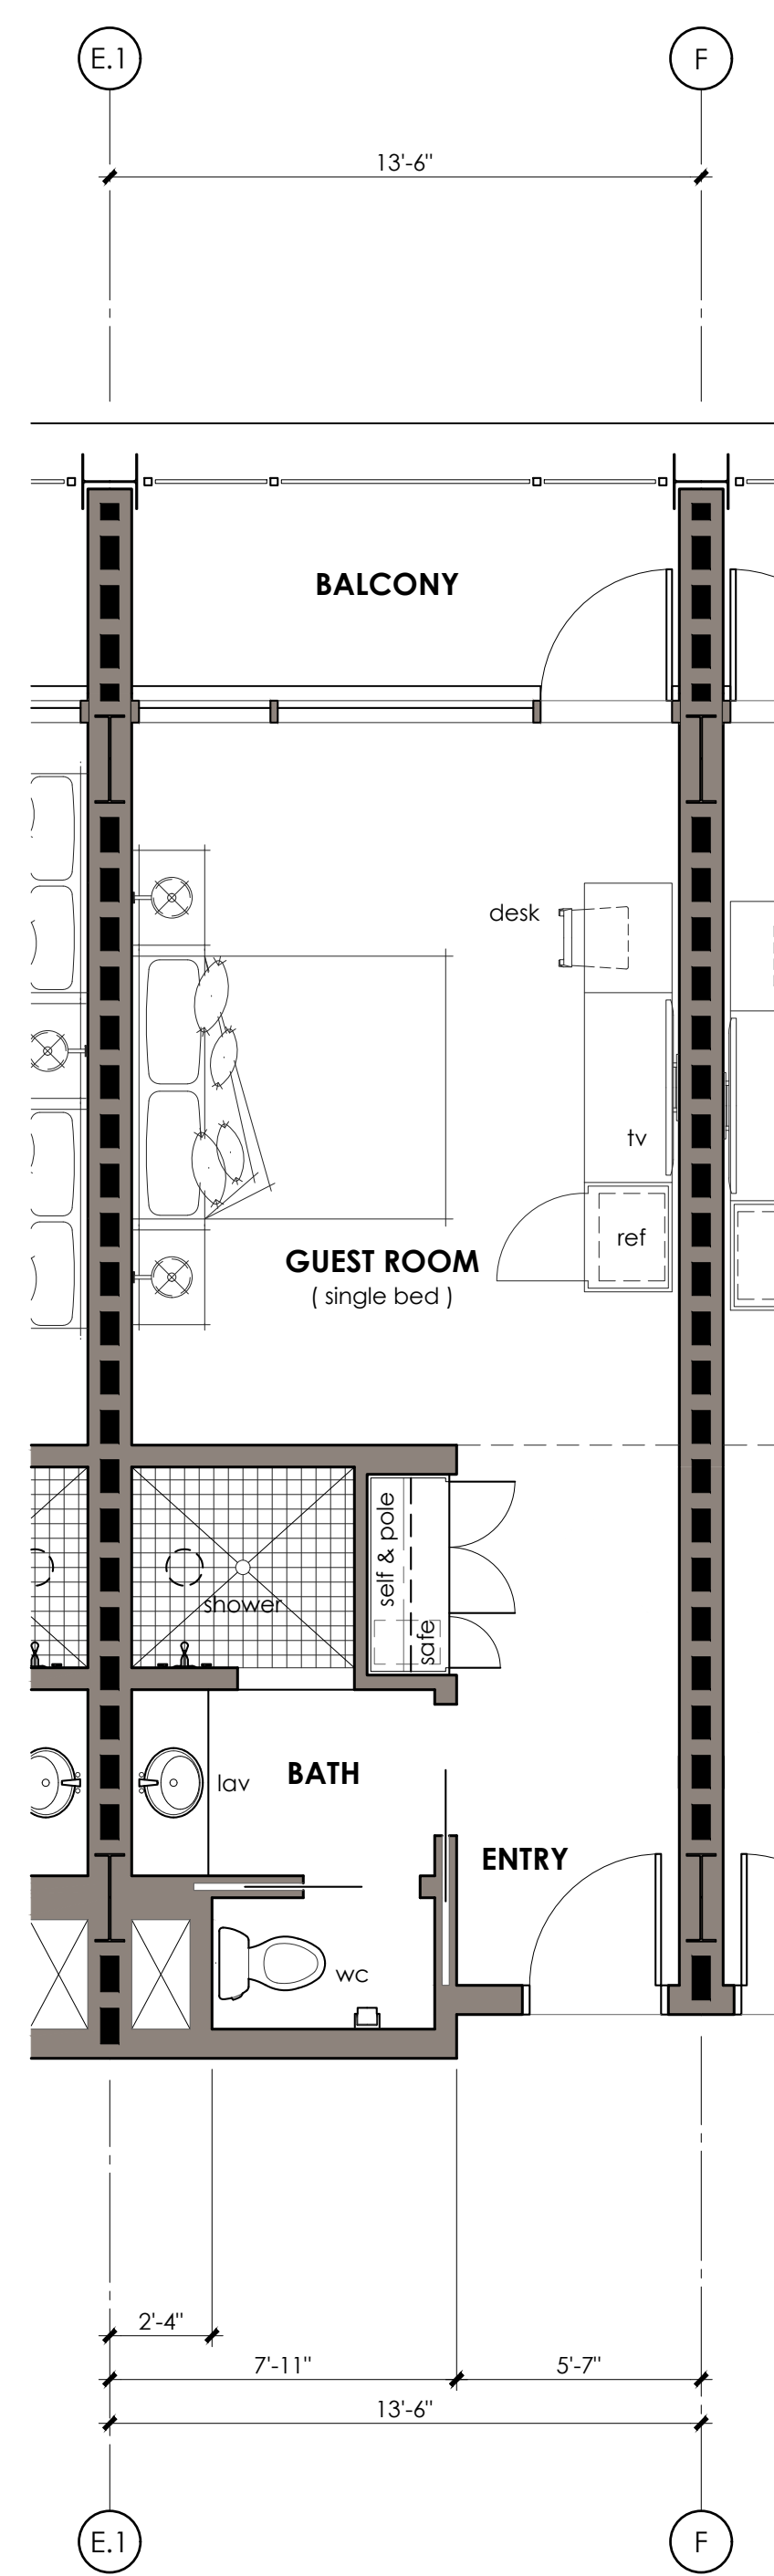 E.1
F
13'-6"
BALCONY
desk
tv
ref
GUEST ROOM
( single bed )
self & pole
safe
shower
lav
BATH
ENTRY
wc
2'-4"
7'-11"
5'-7"
13'-6"
E.1
F